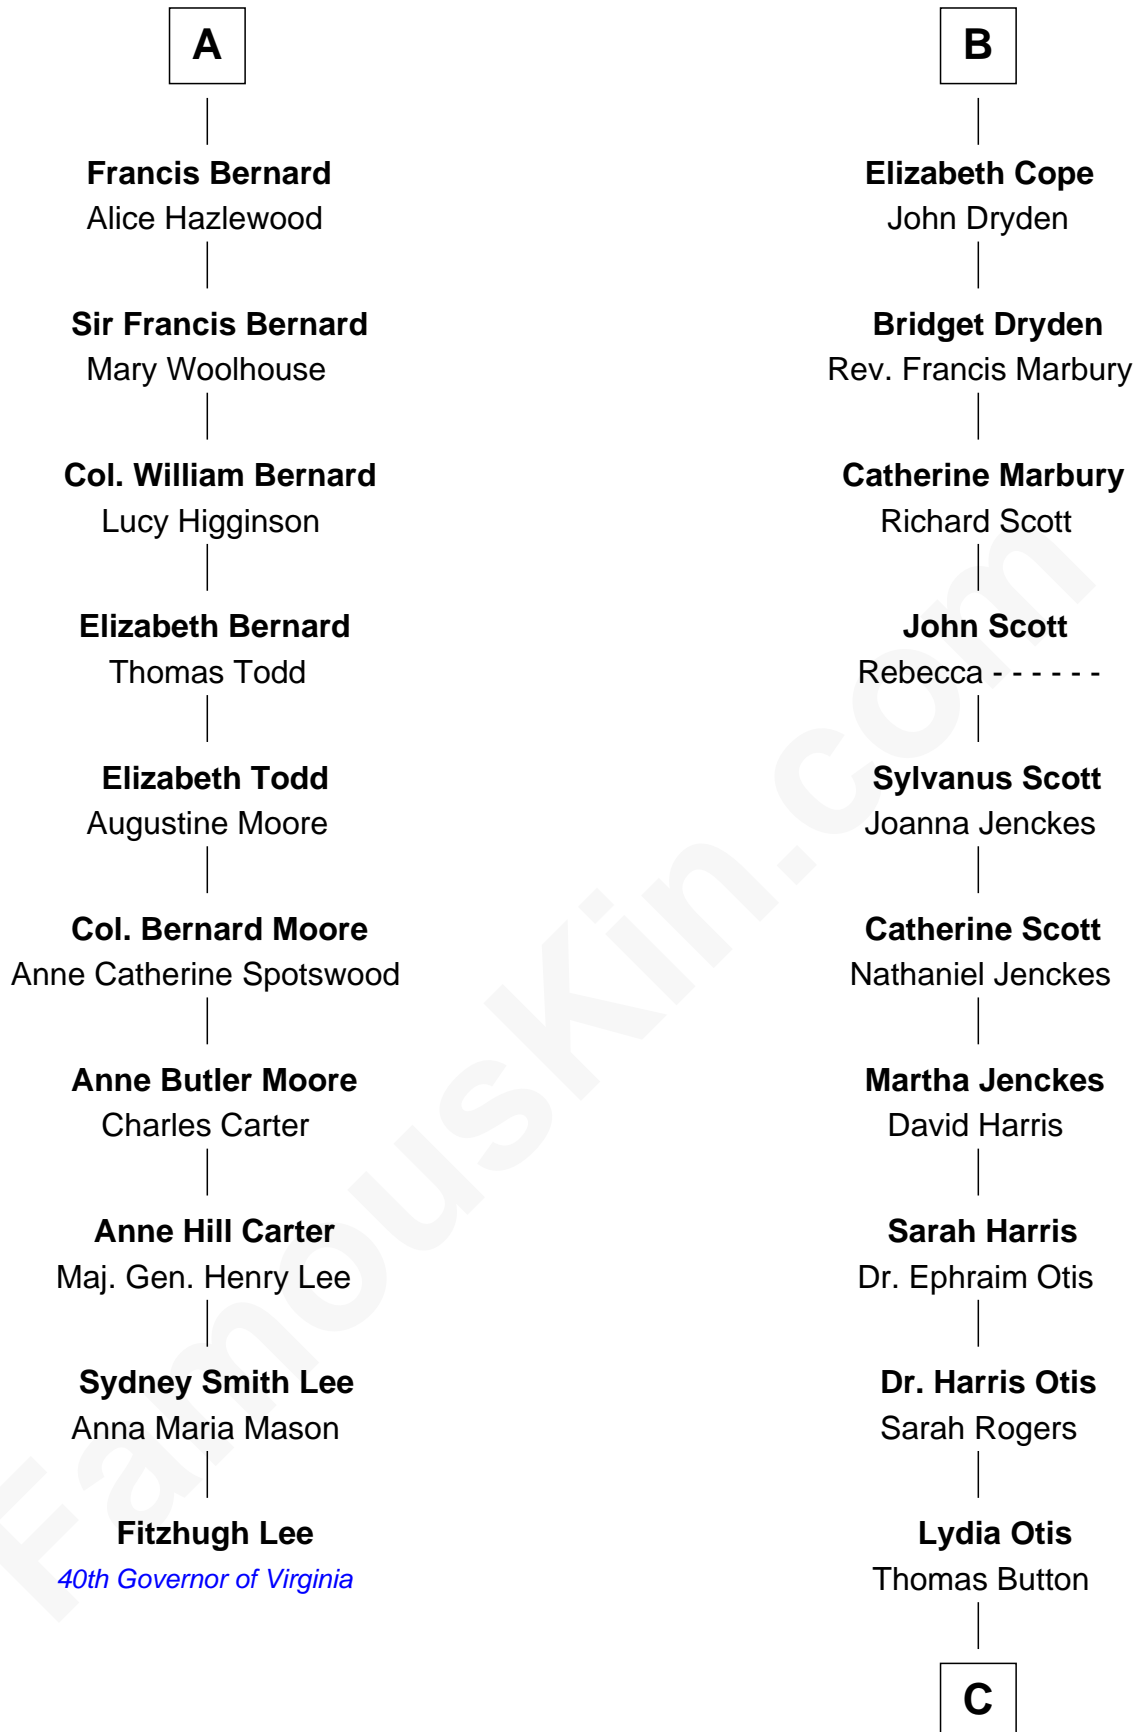 A
Francis Bernard
Alice Hazlewood
Sir Francis Bernard
Mary Woolhouse
Col. William Bernard
Lucy Higginson
Elizabeth Bernard
Thomas Todd
Elizabeth Todd
Augustine Moore
Col. Bernard Moore
Anne Catherine Spotswood
Anne Butler Moore
Charles Carter
Anne Hill Carter
Maj. Gen. Henry Lee
Sydney Smith Lee
Anna Maria Mason
Fitzhugh Lee
40th Governor of Virginia
B
Elizabeth Cope
John Dryden
Bridget Dryden
Rev. Francis Marbury
Catherine Marbury
Richard Scott
John Scott
Rebecca - - - - - -
Sylvanus Scott
Joanna Jenckes
Catherine Scott
Nathaniel Jenckes
Martha Jenckes
David Harris
Sarah Harris
Dr. Ephraim Otis
Dr. Harris Otis
Sarah Rogers
Lydia Otis
Thomas Button
C
FamousKin.com